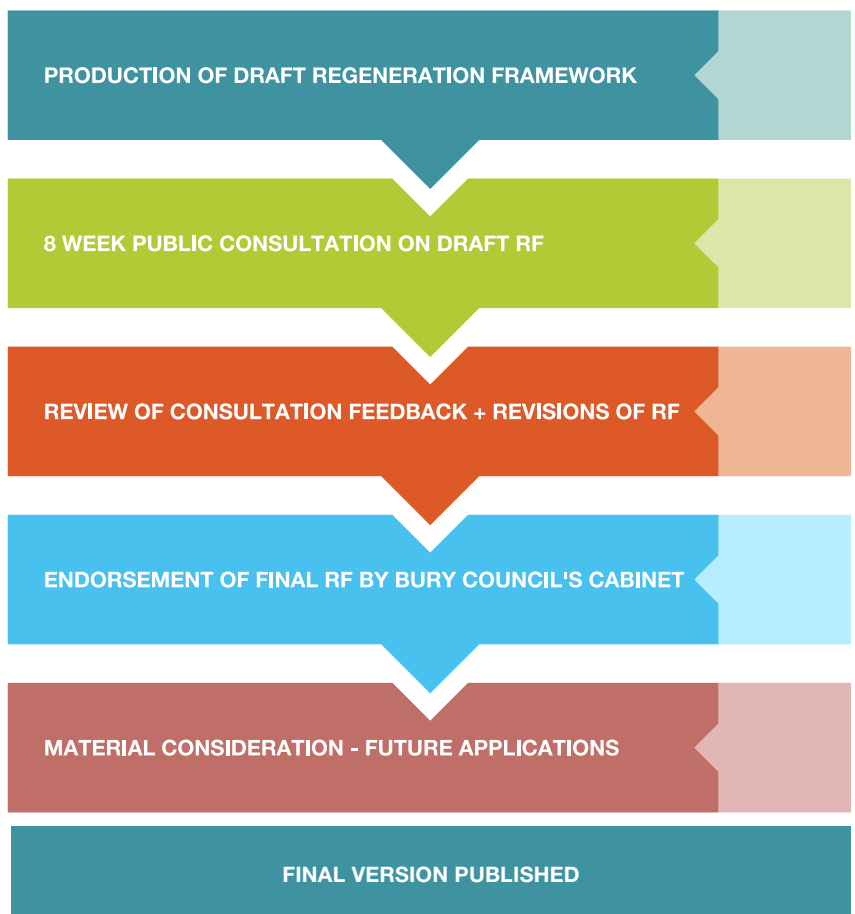 PRODUCTION OF DRAFT REGENERATION FRAMEWORK
8 WEEK PUBLIC CONSULTATION ON DRAFT RF
REVIEW OF CONSULTATION FEEDBACK + REVISIONS OF RF
ENDORSEMENT OF FINAL RF BY BURY COUNCIL'S CABINET
MATERIAL CONSIDERATION - FUTURE APPLICATIONS
FINAL VERSION PUBLISHED